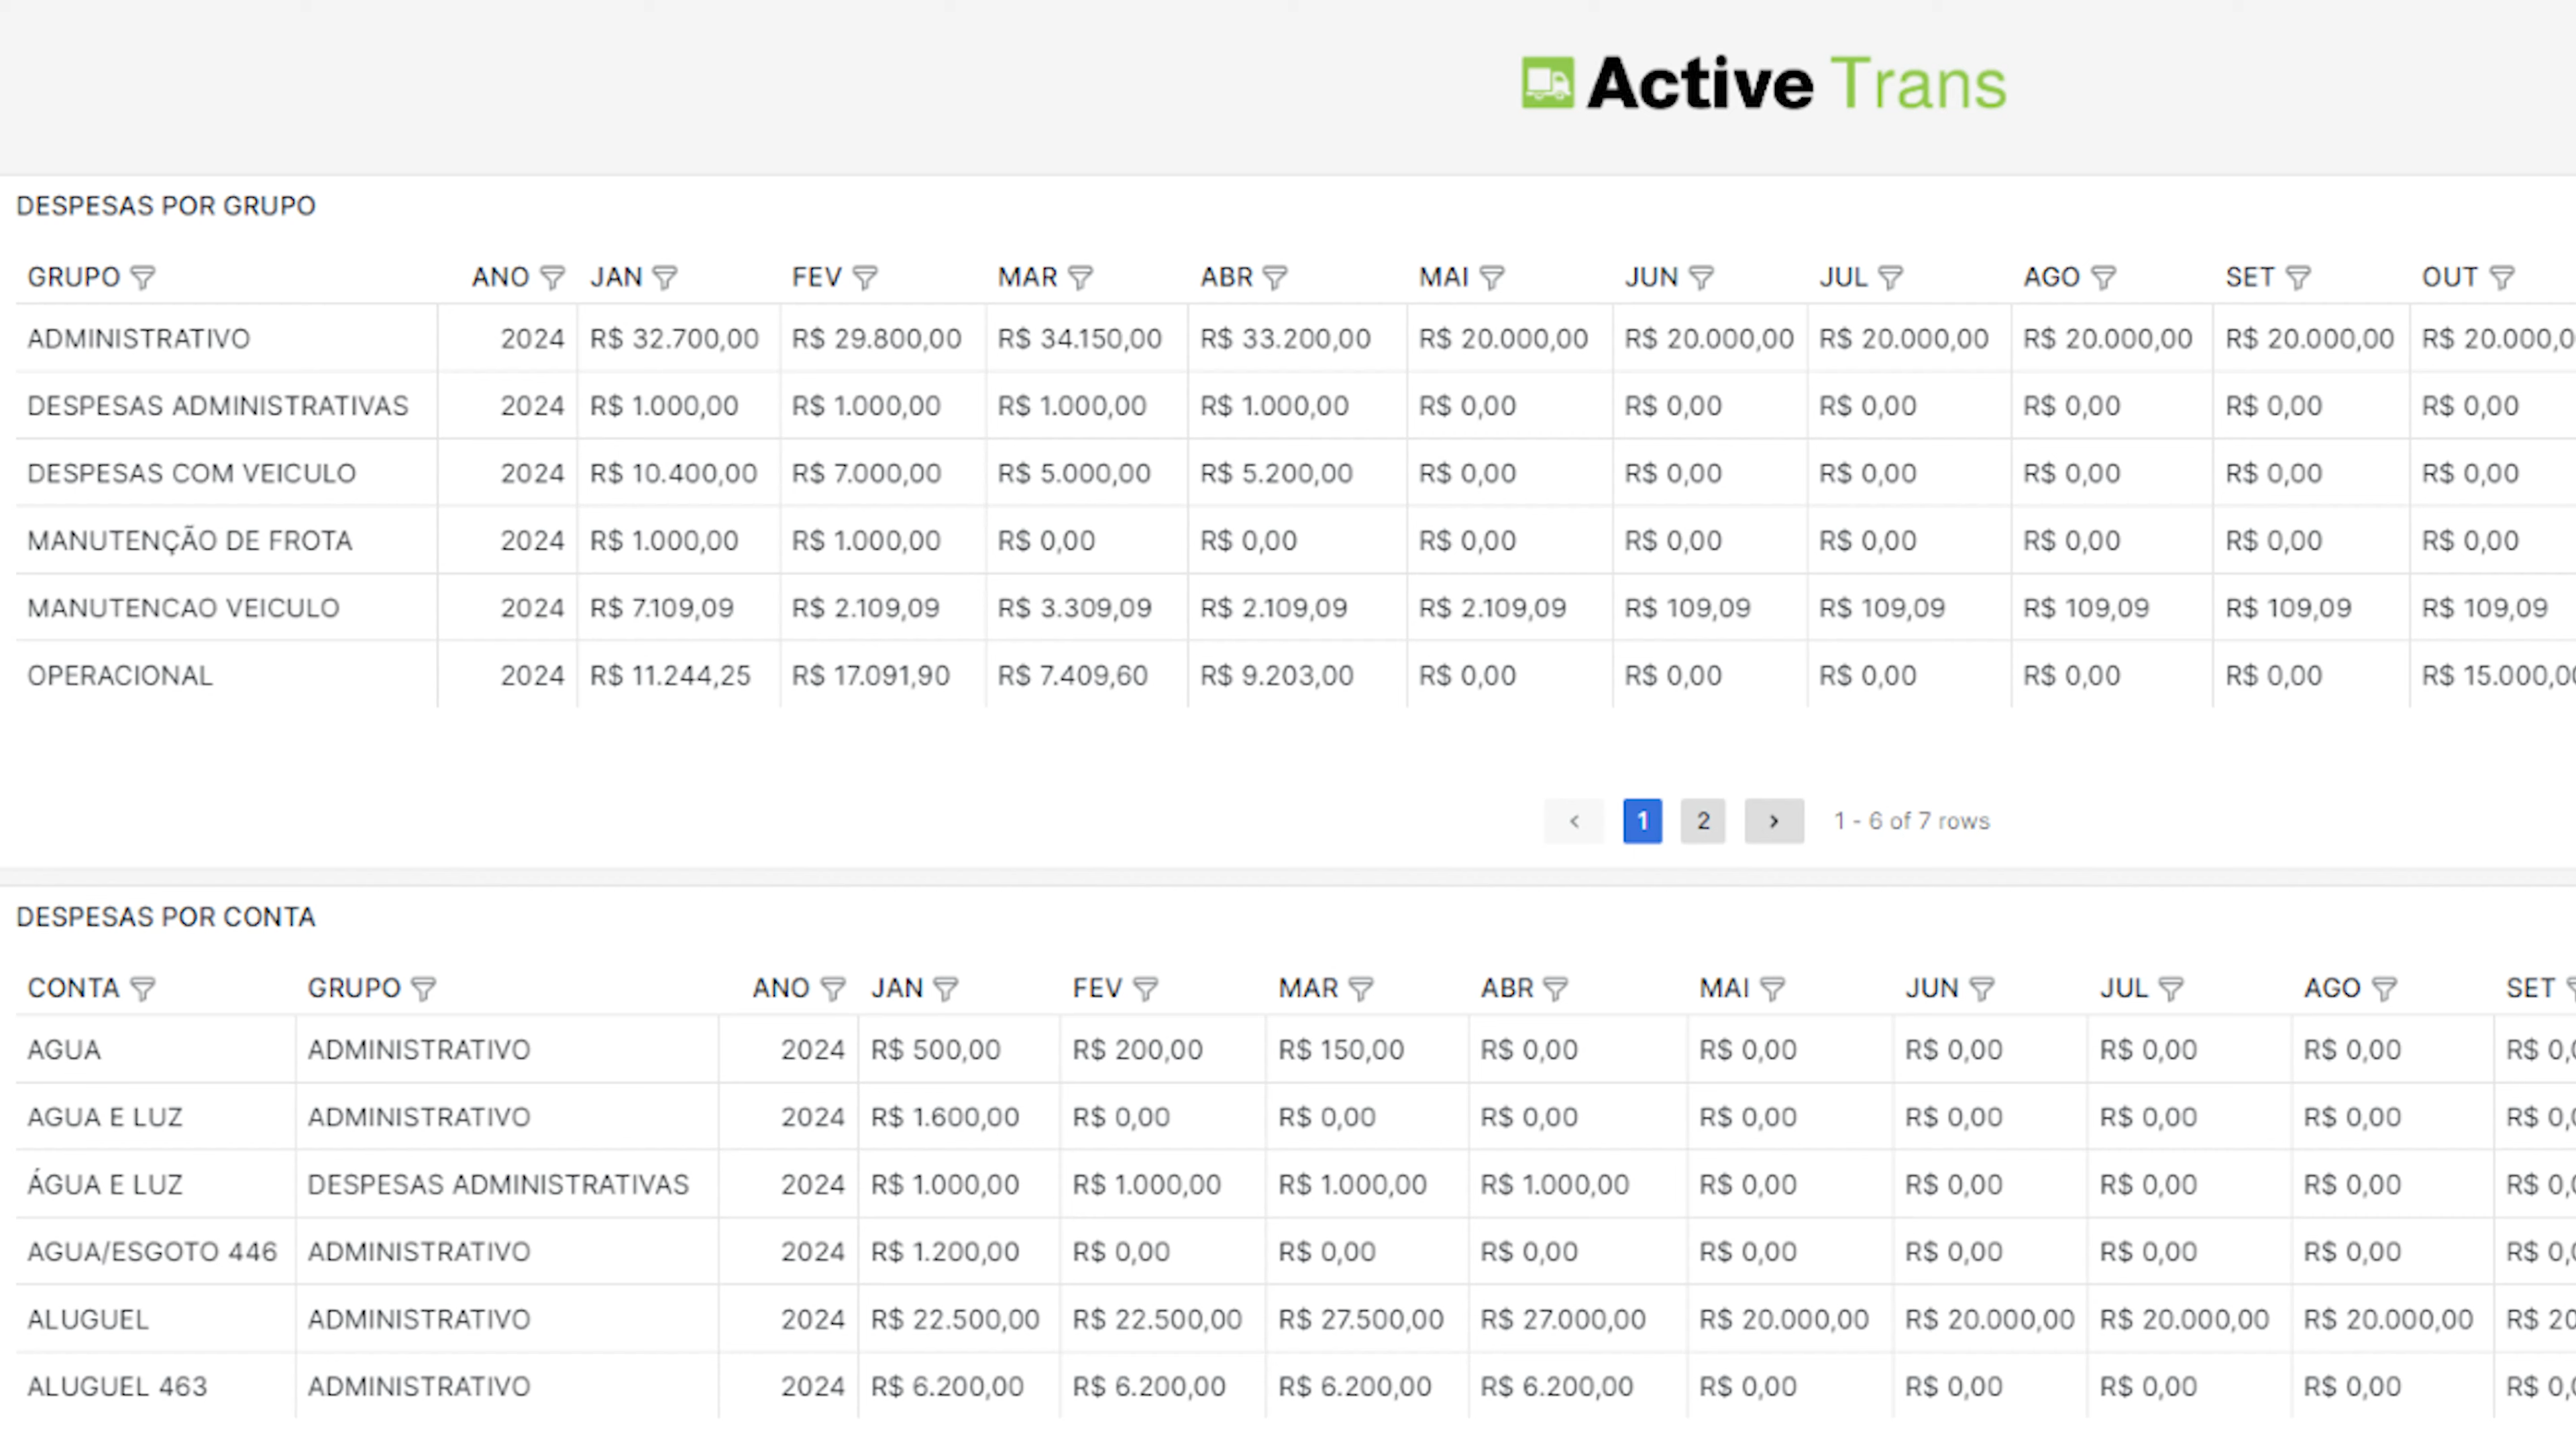 Active Trans
DESPESAS POR GRUPO
GRUPO ANO JAN FEV MAR ABR MAI JUN JUL AGO SET OUT
ADMINISTRATIVO 2024 R$ 32.700,00 R$ 29.800,00 R$ 34.150,00 R$ 33.200,00 R$ 20.000,00 R$ 20.000,00 R$ 20.000,00 R$ 20.000,00 R$ 20.000,00 R$ 20.000,0
DESPESAS ADMINISTRATIVAS 2024 R$ 1.000,00 R$ 1.000,00 R$ 1.000,00 R$ 1.000,00 R$ 0,00 R$ 0,00 R$ 0,00 R$ 0,00 R$ 0,00 R$ 0,00
DESPESAS COM VEICULO 2024 R$ 10.400,00 R$ 7.000,00 R$ 5.000,00 R$ 5.200,00 R$ 0,00 R$ 0,00 R$ 0,00 R$ 0,00 R$ 0,00 R$ 0,00
MANUTENÇÃO DE FROTA 2024 R$ 1.000,00 R$ 1.000,00 R$ 0,00 R$ 0,00 R$ 0,00 R$ 0,00 R$ 0,00 R$ 0,00 R$ 0,00 R$ 0,00
MANUTENCAO VEICULO 2024 R$ 7.109,09 R$ 2.109,09 R$ 3.309,09 R$ 2.109,09 R$ 2.109,09 R$ 109,09 R$ 109,09 R$ 109,09 R$ 109,09 R$ 109,09
OPERACIONAL 2024 R$ 11.244,25 R$ 17.091,90 R$ 7.409,60 R$ 9.203,00 R$ 0,00 R$ 0,00 R$ 0,00 R$ 0,00 R$ 0,00 R$ 15.000,00
< 1 2 > 1 - 6 of 7 rows
DESPESAS POR CONTA
CONTA GRUPO ANO JAN FEV MAR ABR MAI JUN JUL AGO SET
AGUA ADMINISTRATIVO 2024 R$ 500,00 R$ 200,00 R$ 150,00 R$ 0,00 R$ 0,00 R$ 0,00 R$ 0,00 R$ 0,00 R$ 0,0
AGUA E LUZ ADMINISTRATIVO 2024 R$ 1.600,00 R$ 0,00 R$ 0,00 R$ 0,00 R$ 0,00 R$ 0,00 R$ 0,00 R$ 0,00 R$ 0,0
ÁGUA E LUZ DESPESAS ADMINISTRATIVAS 2024 R$ 1.000,00 R$ 1.000,00 R$ 1.000,00 R$ 1.000,00 R$ 0,00 R$ 0,00 R$ 0,00 R$ 0,00 R$ 0,0
AGUA/ESGOTO 446 ADMINISTRATIVO 2024 R$ 1.200,00 R$ 0,00 R$ 0,00 R$ 0,00 R$ 0,00 R$ 0,00 R$ 0,00 R$ 0,00 R$ 0,0
ALUGUEL ADMINISTRATIVO 2024 R$ 22.500,00 R$ 22.500,00 R$ 27.500,00 R$ 27.000,00 R$ 20.000,00 R$ 20.000,00 R$ 20.000,00 R$ 20.000,00 R$ 20
ALUGUEL 463 ADMINISTRATIVO 2024 R$ 6.200,00 R$ 6.200,00 R$ 6.200,00 R$ 6.200,00 R$ 0,00 R$ 0,00 R$ 0,00 R$ 0,00 R$ 0,0